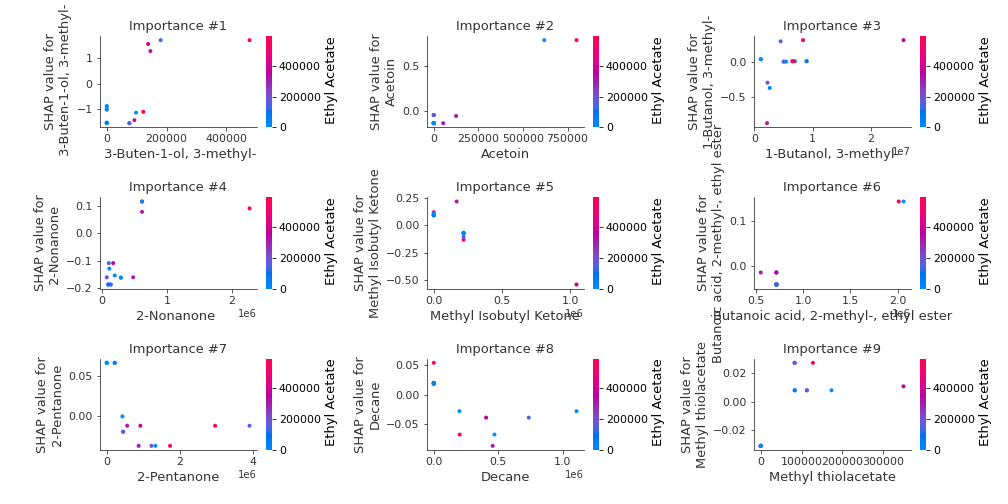 Importance #1
SHAP value for
3-Buten-1-ol, 3-methyl-
1
0
−1
0
200000
400000
3-Buten-1-ol, 3-methyl-
400000
200000
0
Ethyl Acetate
Importance #2
SHAP value for
Acetoin
0.5
0.0
0
250000
500000
750000
Acetoin
400000
200000
0
Ethyl Acetate
Importance #3
SHAP value for
1-Butanol, 3-methyl-
0.0
−0.5
0
1
2
1e7
1-Butanol, 3-methyl-
400000
200000
0
Ethyl Acetate
Importance #4
SHAP value for
2-Nonanone
0.1
0.0
−0.1
−0.2
0
1
2
1e6
2-Nonanone
400000
200000
0
Ethyl Acetate
Importance #5
SHAP value for
Methyl Isobutyl Ketone
0.25
0.00
−0.25
−0.50
0.0
0.5
1.0
1e6
Methyl Isobutyl Ketone
400000
200000
0
Ethyl Acetate
Importance #6
SHAP value for
Butanoic acid, 2-methyl-, ethyl ester
0.1
0.0
0.5
1.0
1.5
2.0
1e6
Butanoic acid, 2-methyl-, ethyl ester
400000
200000
0
Ethyl Acetate
Importance #7
SHAP value for
2-Pentanone
0.05
0.00
0
2
4
1e6
2-Pentanone
400000
200000
0
Ethyl Acetate
Importance #8
SHAP value for
Decane
0.05
0.00
−0.05
0.0
0.5
1.0
1e6
Decane
400000
200000
0
Ethyl Acetate
Importance #9
SHAP value for
Methyl thiolacetate
0.02
0.00
−0.02
0
100000
200000
300000
Methyl thiolacetate
400000
200000
0
Ethyl Acetate